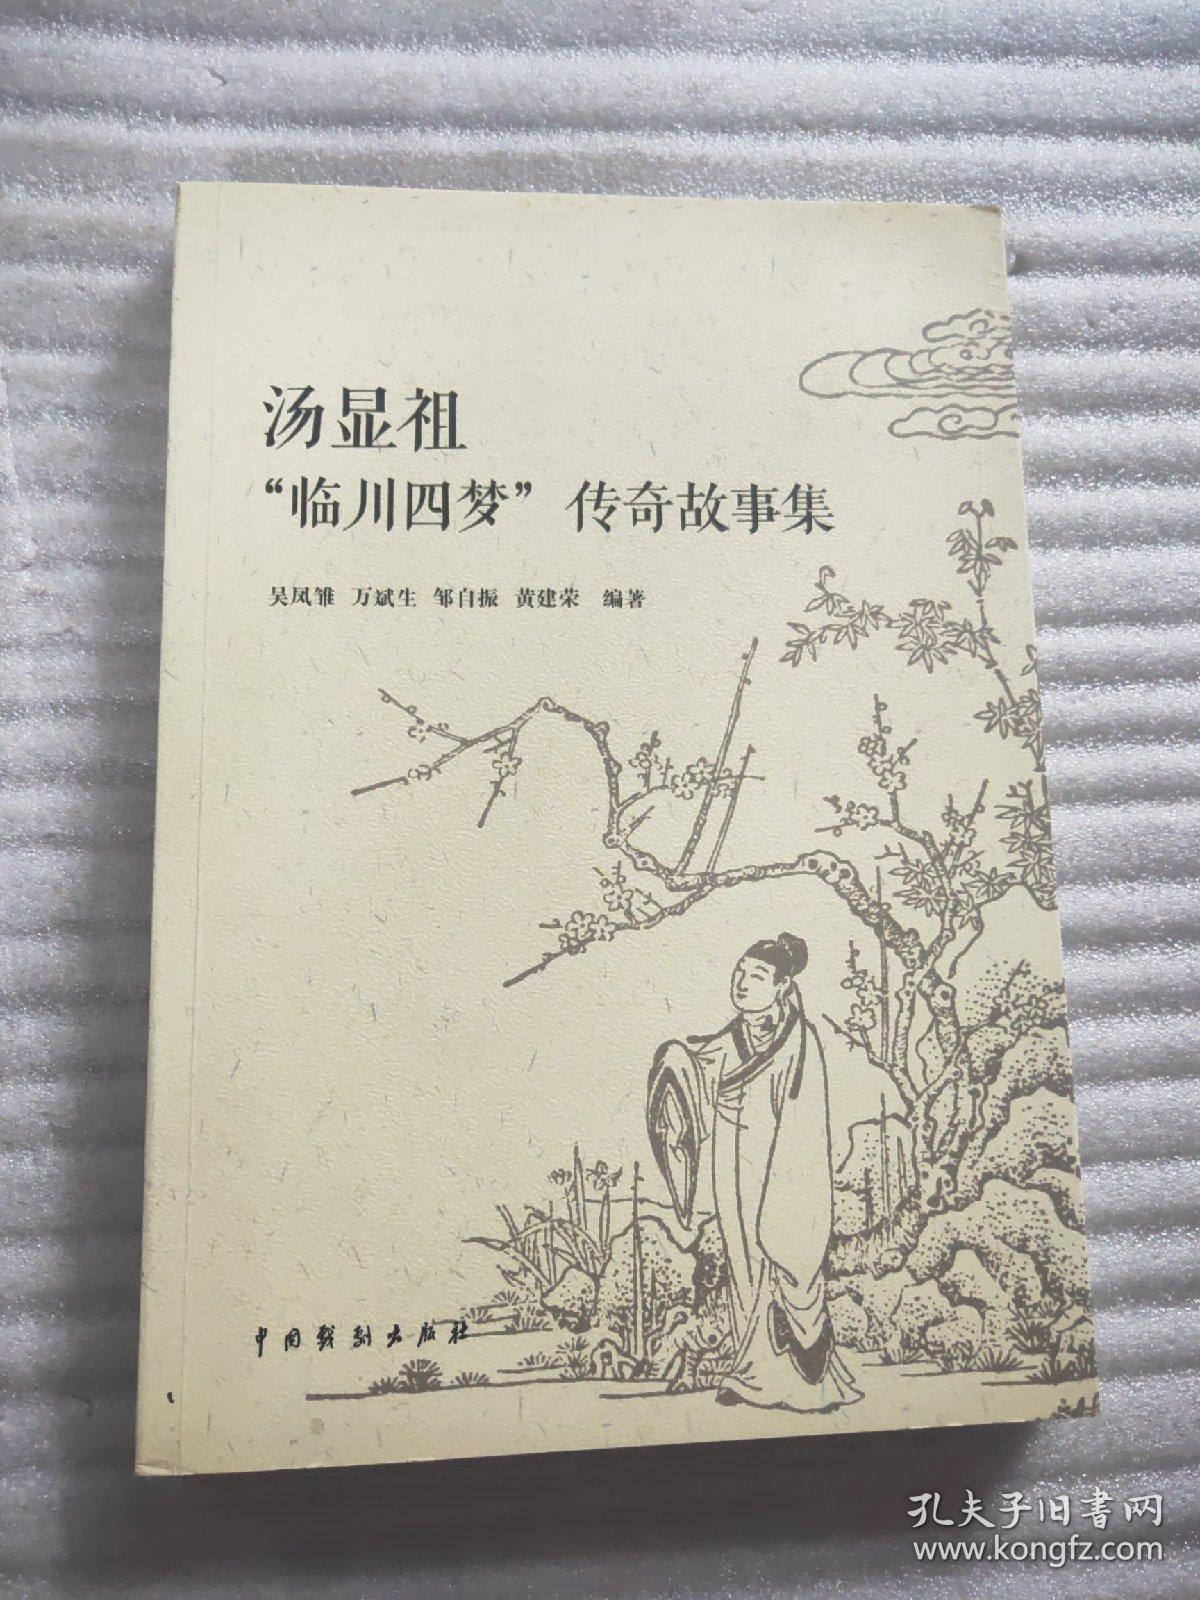 汤显祖
“临川四梦”传奇故事集
吴凤雏 万斌生 邹自振 黄建荣 编著
中国戏剧出版社
孔夫子旧书网
www.kongfz.com